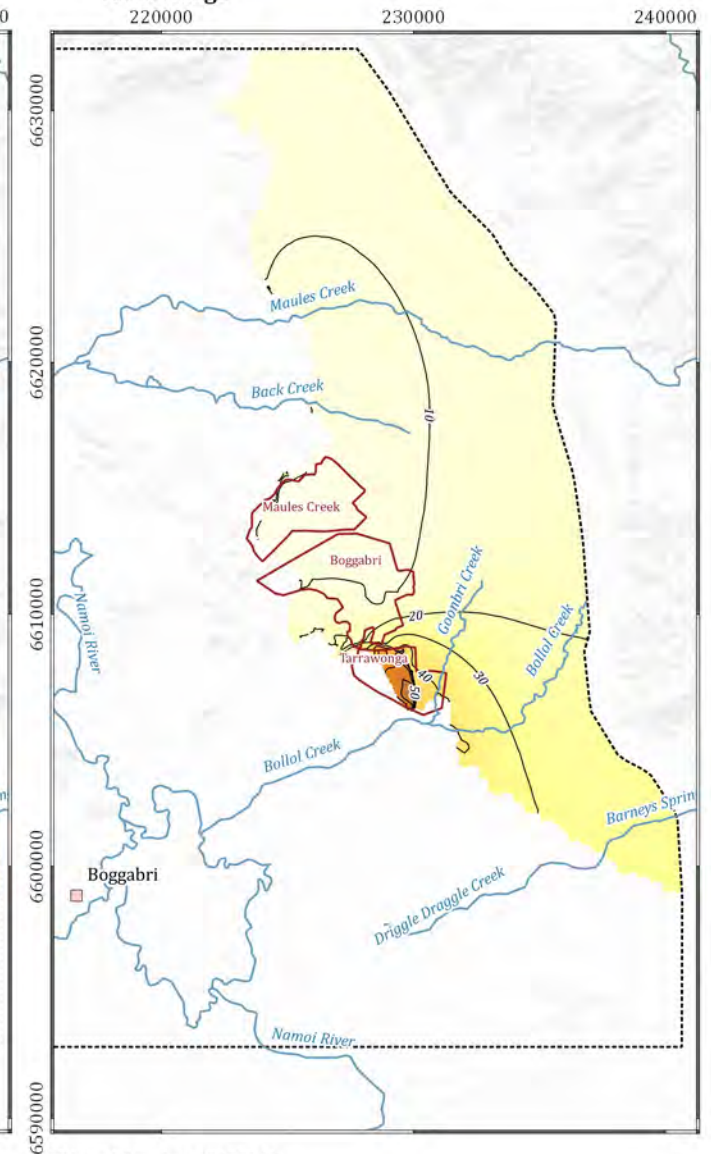 220000
230000
240000
6630000
Maules Creek
6620000
Back Creek
10
Maules Creek
Boggabri
Goonbri Creek
6610000
20
Namoi River
Bollol Creek
Tarrawonga
40
30
50
Bollol Creek
Barneys Sprin
6600000
Boggabri
Driggle Draggle Creek
Namoi River
6590000